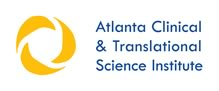 Atlanta Clinical
& Translational
Science Institute